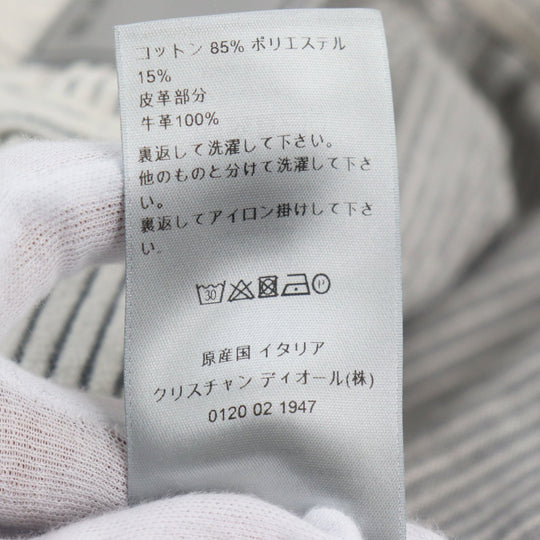 コットン 85% ポリエステル
15%
皮革部分
牛革100%
裏返して洗濯して下さい。
他のものと分けて洗濯して下さ
い。
裏返してアイロン掛けして下さ
い。
30 P
原産国 イタリア
クリスチャン ディオール(株)
0120 02 1947